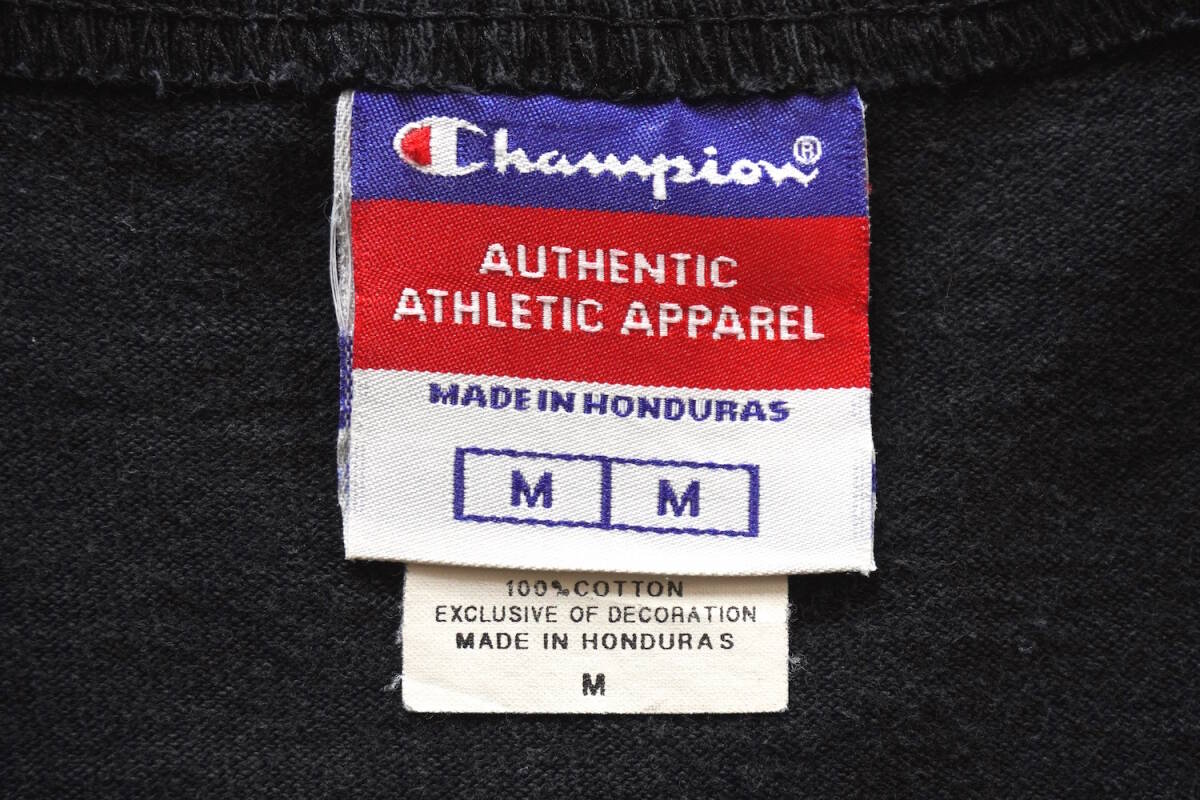 Champion®
AUTHENTIC
ATHLETIC APPAREL
MADE IN HONDURAS
M M
100% COTTON
EXCLUSIVE OF DECORATION
MADE IN HONDURAS
M